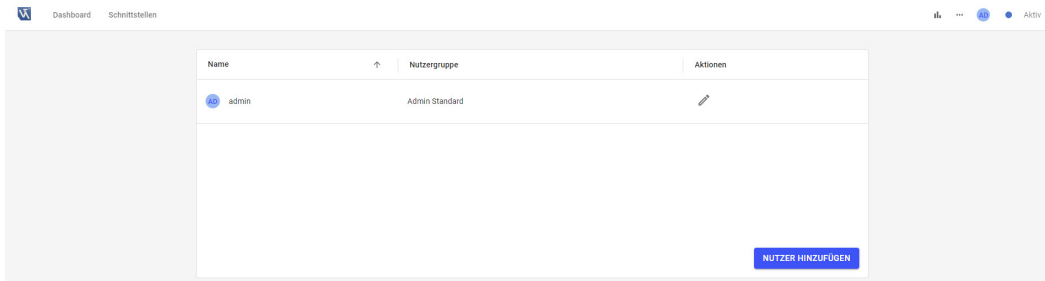 Dashboard Schnittstellen AD Aktiv
Name Nutzergruppe Aktionen
AD admin Admin Standard
NUTZER HINZUFÜGEN